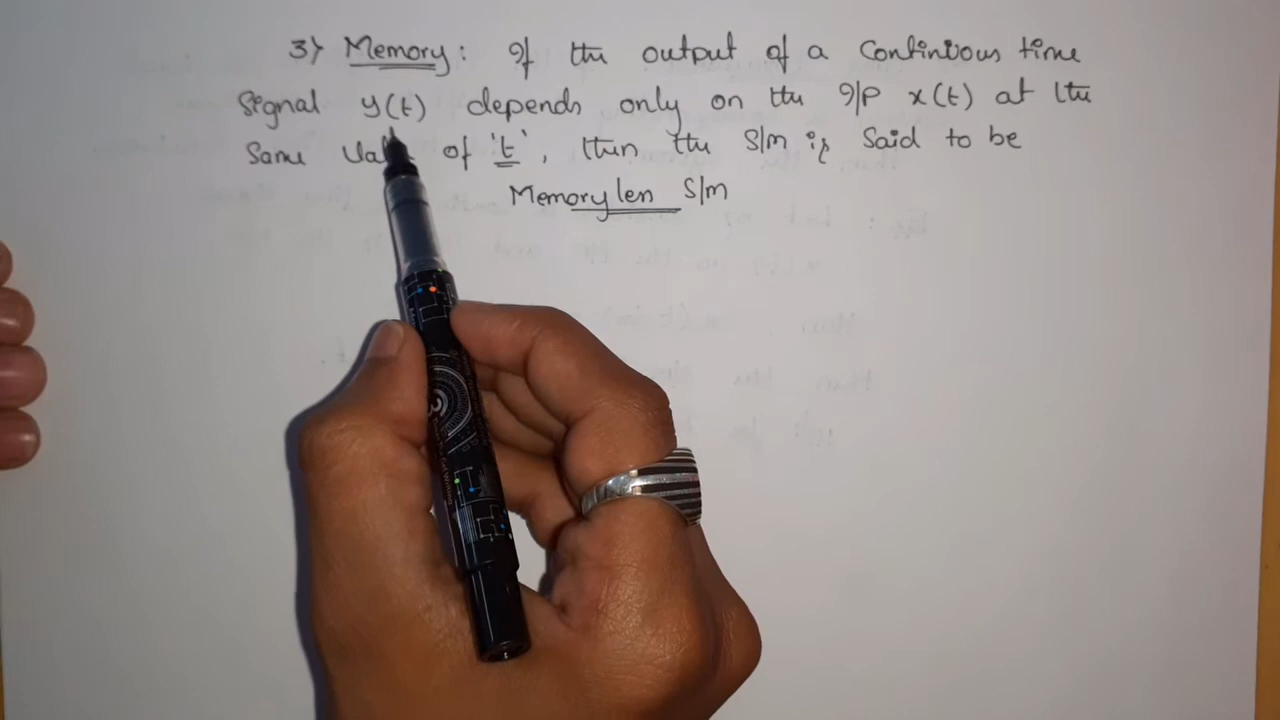 3) Memory: If the output of a Continuous time
Signal y(t) depends only on the I/P x(t) at the
Same of 't', then the S/m is Said to be
Memoryless S/m